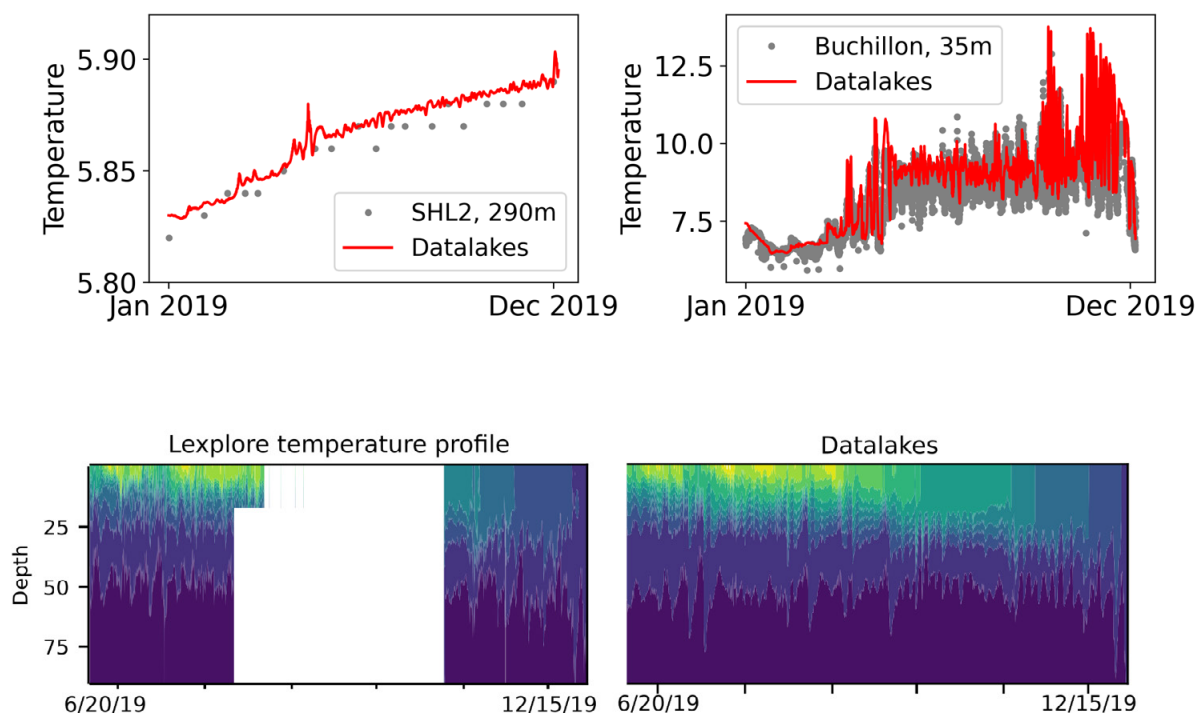 Temperature
5.90
5.85
5.80
SHL2, 290m
Datalakes
Jan 2019
Dec 2019
Temperature
12.5
10.0
7.5
Buchillon, 35m
Datalakes
Jan 2019
Dec 2019
Lexplore temperature profile
Depth
25
50
75
6/20/19
12/15/19
Datalakes
6/20/19
12/15/19